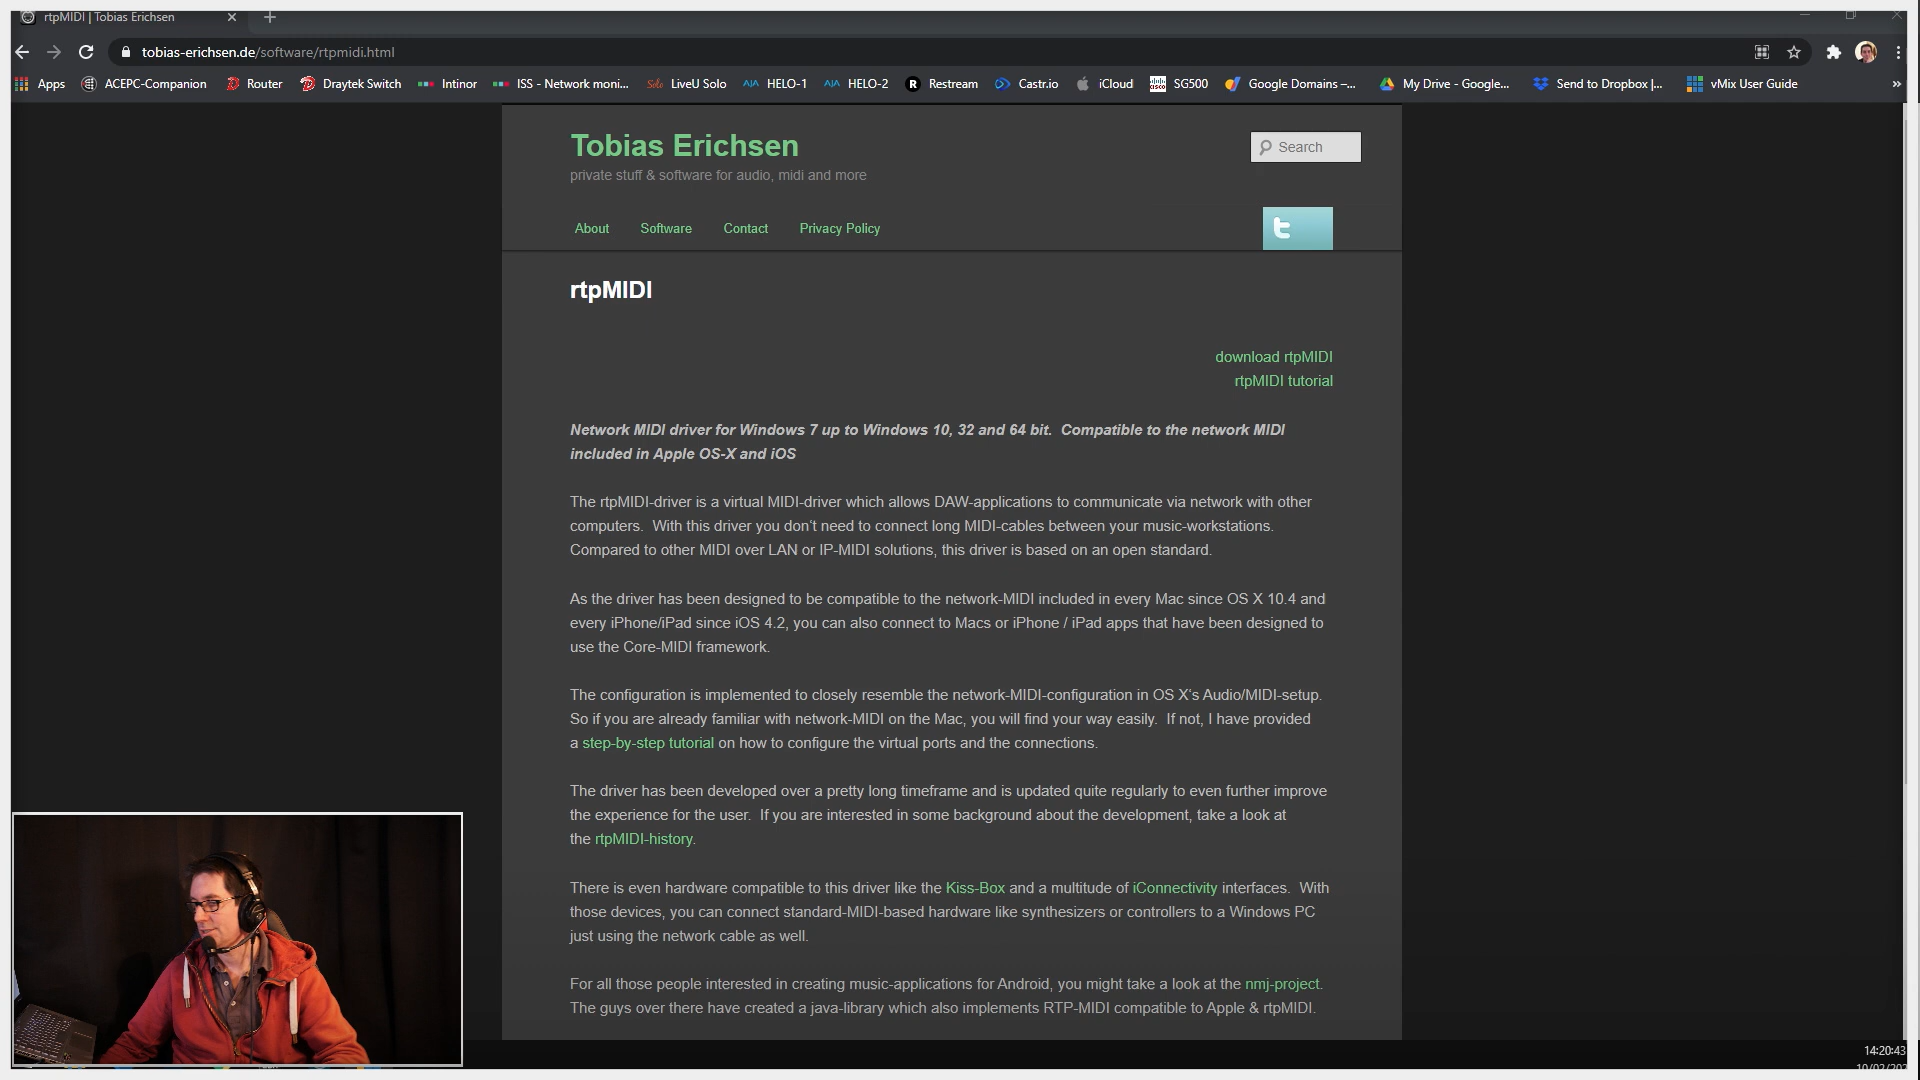 rtpMIDI | Tobias Erichsen
tobias-erichsen.de/software/rtpmidi.html
Apps ACEPC-Companion Router Draytek Switch Intinor ISS - Network moni... Solo LiveU Solo AJA HELO-1 AJA HELO-2 R Restream Castr.io iCloud SG500 Google Domains –... My Drive - Google... Send to Dropbox |... vMix User Guide »
Tobias Erichsen
Search
private stuff & software for audio, midi and more
About Software Contact Privacy Policy
rtpMIDI
download rtpMIDI
rtpMIDI tutorial
Network MIDI driver for Windows 7 up to Windows 10, 32 and 64 bit. Compatible to the network MIDI
included in Apple OS-X and iOS
The rtpMIDI-driver is a virtual MIDI-driver which allows DAW-applications to communicate via network with other
computers. With this driver you don't need to connect long MIDI-cables between your music-workstations.
Compared to other MIDI over LAN or IP-MIDI solutions, this driver is based on an open standard.
As the driver has been designed to be compatible to the network-MIDI included in every Mac since OS X 10.4 and
every iPhone/iPad since iOS 4.2, you can also connect to Macs or iPhone / iPad apps that have been designed to
use the Core-MIDI framework.
The configuration is implemented to closely resemble the network-MIDI-configuration in OS X's Audio/MIDI-setup.
So if you are already familiar with network-MIDI on the Mac, you will find your way easily. If not, I have provided
a step-by-step tutorial on how to configure the virtual ports and the connections.
The driver has been developed over a pretty long timeframe and is updated quite regularly to even further improve
the experience for the user. If you are interested in some background about the development, take a look at
the rtpMIDI-history.
There is even hardware compatible to this driver like the Kiss-Box and a multitude of iConnectivity interfaces. With
those devices, you can connect standard-MIDI-based hardware like synthesizers or controllers to a Windows PC
just using the network cable as well.
For all those people interested in creating music-applications for Android, you might take a look at the nmj-project.
The guys over there have created a java-library which also implements RTP-MIDI compatible to Apple & rtpMIDI.
14:20:43